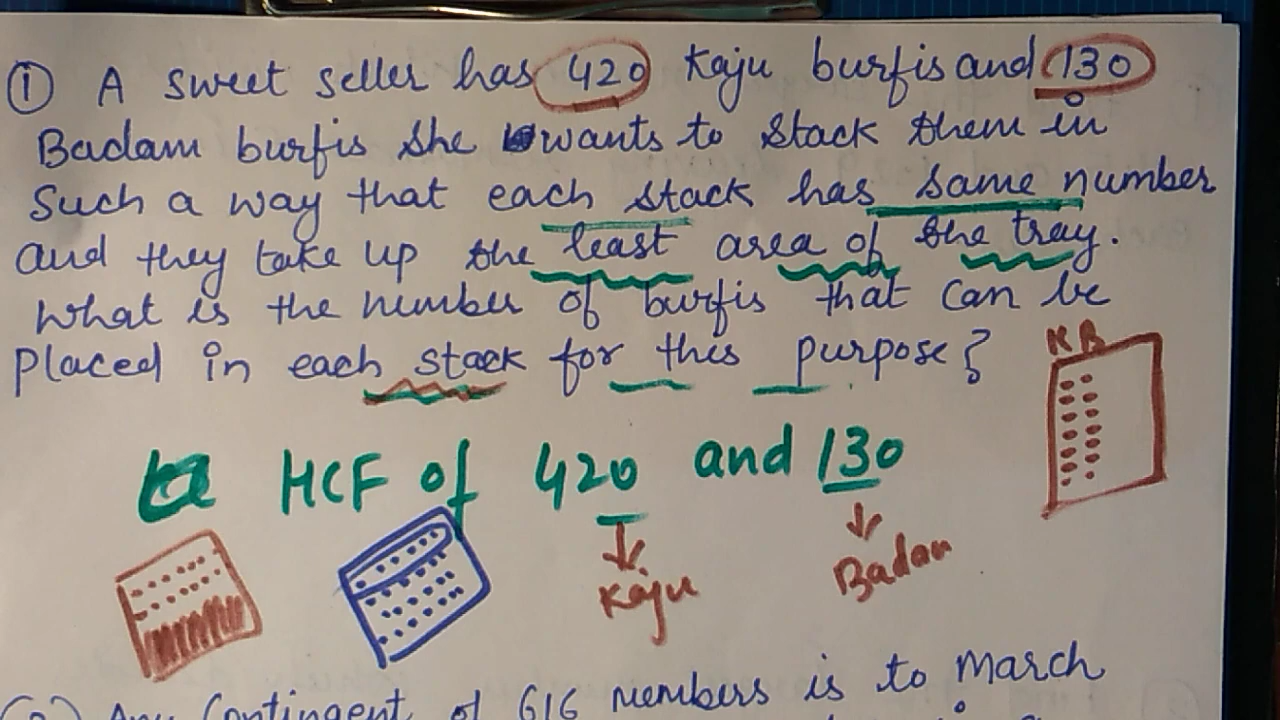 ① A sweet seller has 420 Kaju burfis and 130
Badam burfis she wants to stack them in
Such a way that each stack has same number
and they take up the least area of the tray.
What is the number of burfis that can be
placed in each stack for this purpose?
K B
HCF of 420 and 130
Kaju
Badam
(2) Any Contingent of 616 members is to March